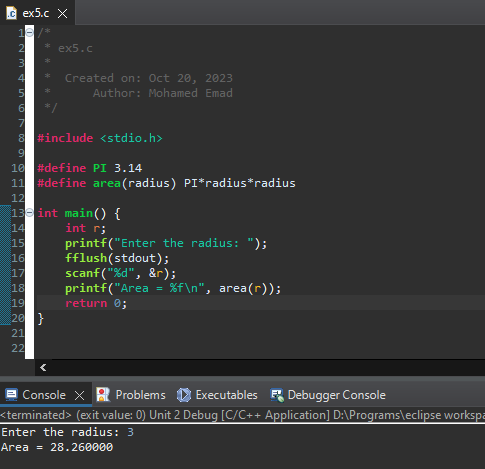 ex5.c
1 /*
2  * ex5.c
3  *
4  *  Created on: Oct 20, 2023
5  *      Author: Mohamed Emad
6  */
7
8 #include <stdio.h>
9
10 #define PI 3.14
11 #define area(radius) PI*radius*radius
12
13 int main() {
14     int r;
15     printf("Enter the radius: ");
16     fflush(stdout);
17     scanf("%d", &r);
18     printf("Area = %f\n", area(r));
19     return 0;
20 }
21
22
Console Problems Executables Debugger Console
<terminated> (exit value: 0) Unit 2 Debug [C/C++ Application] D:\Programs\eclipse workspa
Enter the radius: 3
Area = 28.260000